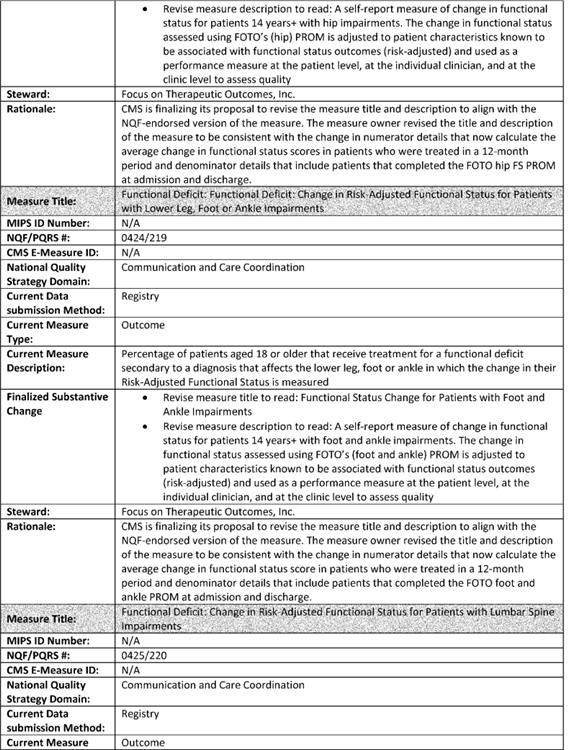 • Revise measure description to read: A self-report measure of change in functional
status for patients 14 years+ with hip impairments. The change in functional status
assessed using FOTO's (hip) PROM is adjusted to patient characteristics known to
be associated with functional status outcomes (risk-adjusted) and used as a
performance measure at the patient level, at the individual clinician, and at the
clinic level to assess quality
Steward: Focus on Therapeutic Outcomes, Inc.
Rationale: CMS is finalizing its proposal to revise the measure title and description to align with the
NQF-endorsed version of the measure. The measure owner revised the title and description
of the measure to be consistent with the change in numerator details that now calculate the
average change in functional status scores in patients who were treated in a 12-month
period and denominator details that include patients that completed the FOTO hip FS PROM
at admission and discharge.
Measure Title: Functional Deficit: Functional Deficit: Change in Risk-Adjusted Functional Status for Patients
with Lower Leg, Foot or Ankle Impairments
MIPS ID Number: N/A
NQF/PQRS #: 0424/219
CMS E-Measure ID: N/A
National Quality Communication and Care Coordination
Strategy Domain:
Current Data Registry
submission Method:
Current Measure Outcome
Type:
Current Measure Percentage of patients aged 18 or older that receive treatment for a functional deficit
Description: secondary to a diagnosis that affects the lower leg, foot or ankle in which the change in their
Risk-Adjusted Functional Status is measured
Finalized Substantive • Revise measure title to read: Functional Status Change for Patients with Foot and
Change Ankle Impairments
• Revise measure description to read: A self-report measure of change in functional
status for patients 14 years+ with foot and ankle impairments. The change in
functional status assessed using FOTO's (foot and ankle) PROM is adjusted to
patient characteristics known to be associated with functional status outcomes
(risk-adjusted) and used as a performance measure at the patient level, at the
individual clinician, and at the clinic level to assess quality
Steward: Focus on Therapeutic Outcomes, Inc.
Rationale: CMS is finalizing its proposal to revise the measure title and description to align with the
NQF-endorsed version of the measure. The measure owner revised the title and description
of the measure to be consistent with the change in numerator details that now calculate the
average change in functional status score in patients who were treated in a 12-month
period and denominator details that include patients that completed the FOTO foot and
ankle PROM at admission and discharge.
Measure Title: Functional Deficit: Change in Risk-Adjusted Functional Status for Patients with Lumbar Spine
Impairments
MIPS ID Number: N/A
NQF/PQRS #: 0425/220
CMS E-Measure ID: N/A
National Quality Communication and Care Coordination
Strategy Domain:
Current Data Registry
submission Method:
Current Measure Outcome